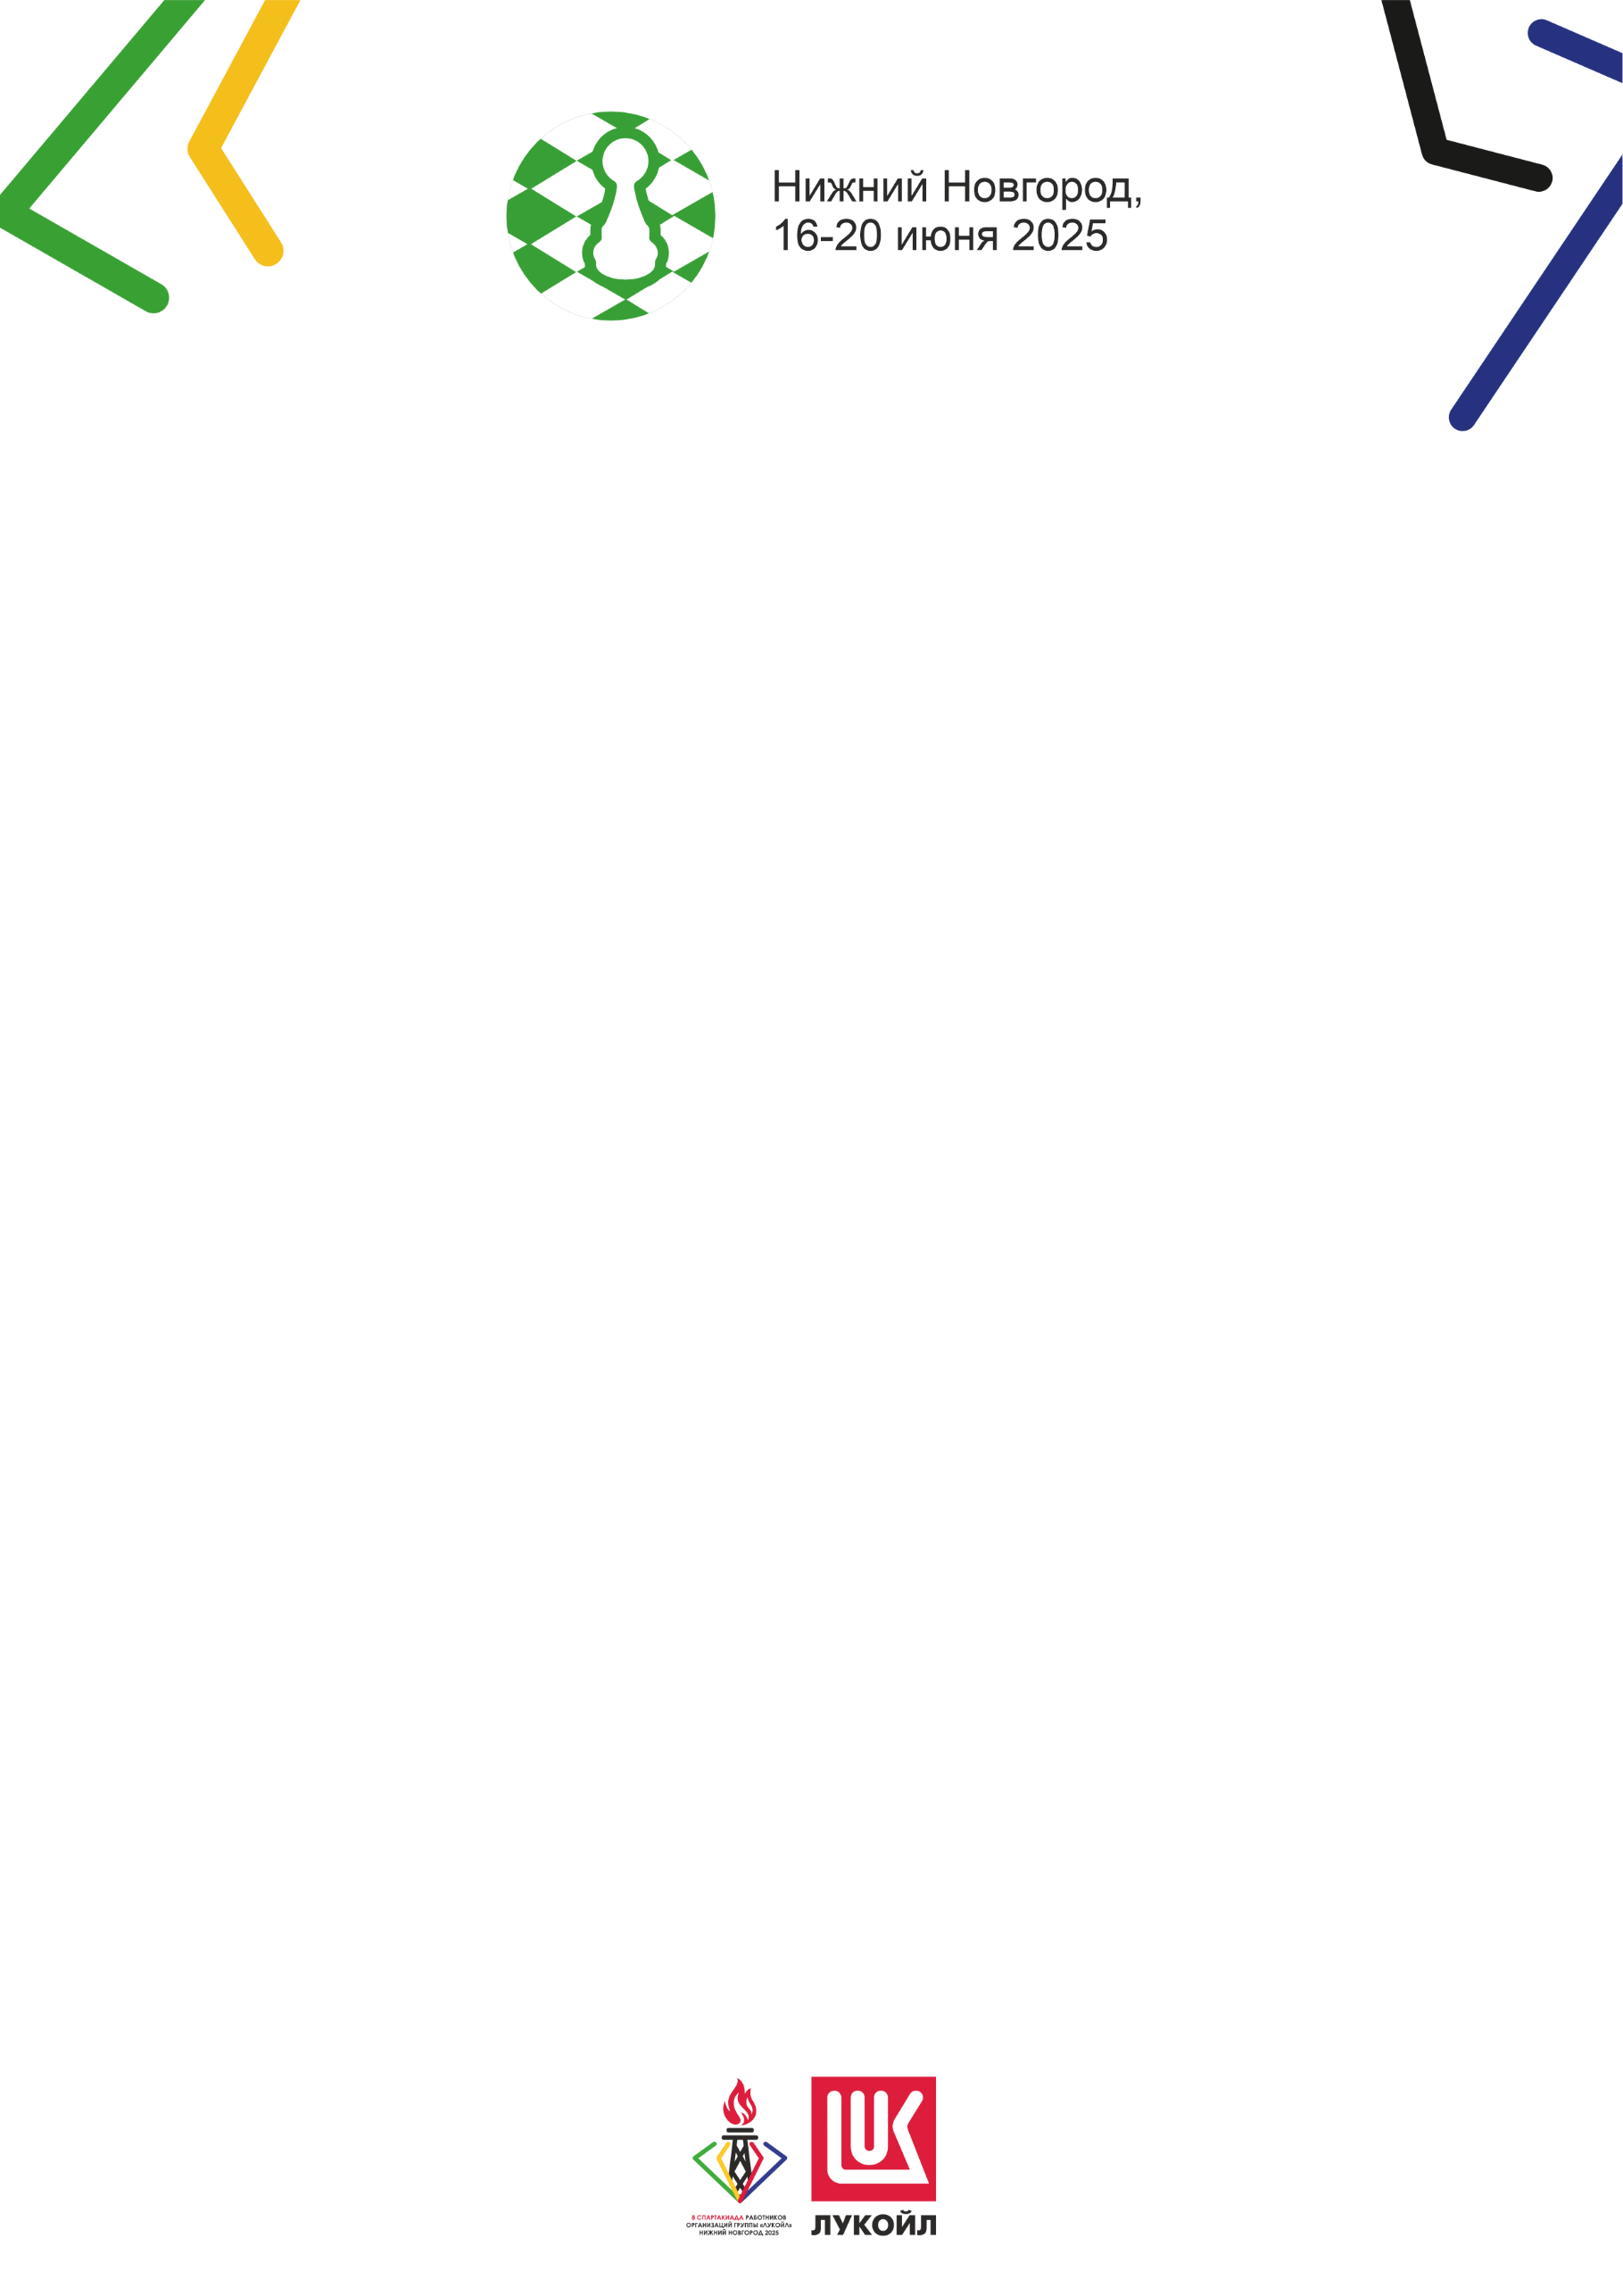 Нижний Новгород,
16-20 июня 2025
8 СПАРТАКИАДА РАБОТНИКОВ
ОРГАНИЗАЦИЙ ГРУППЫ «ЛУКОЙЛ»
НИЖНИЙ НОВГОРОД 2025
ЛУКОЙЛ